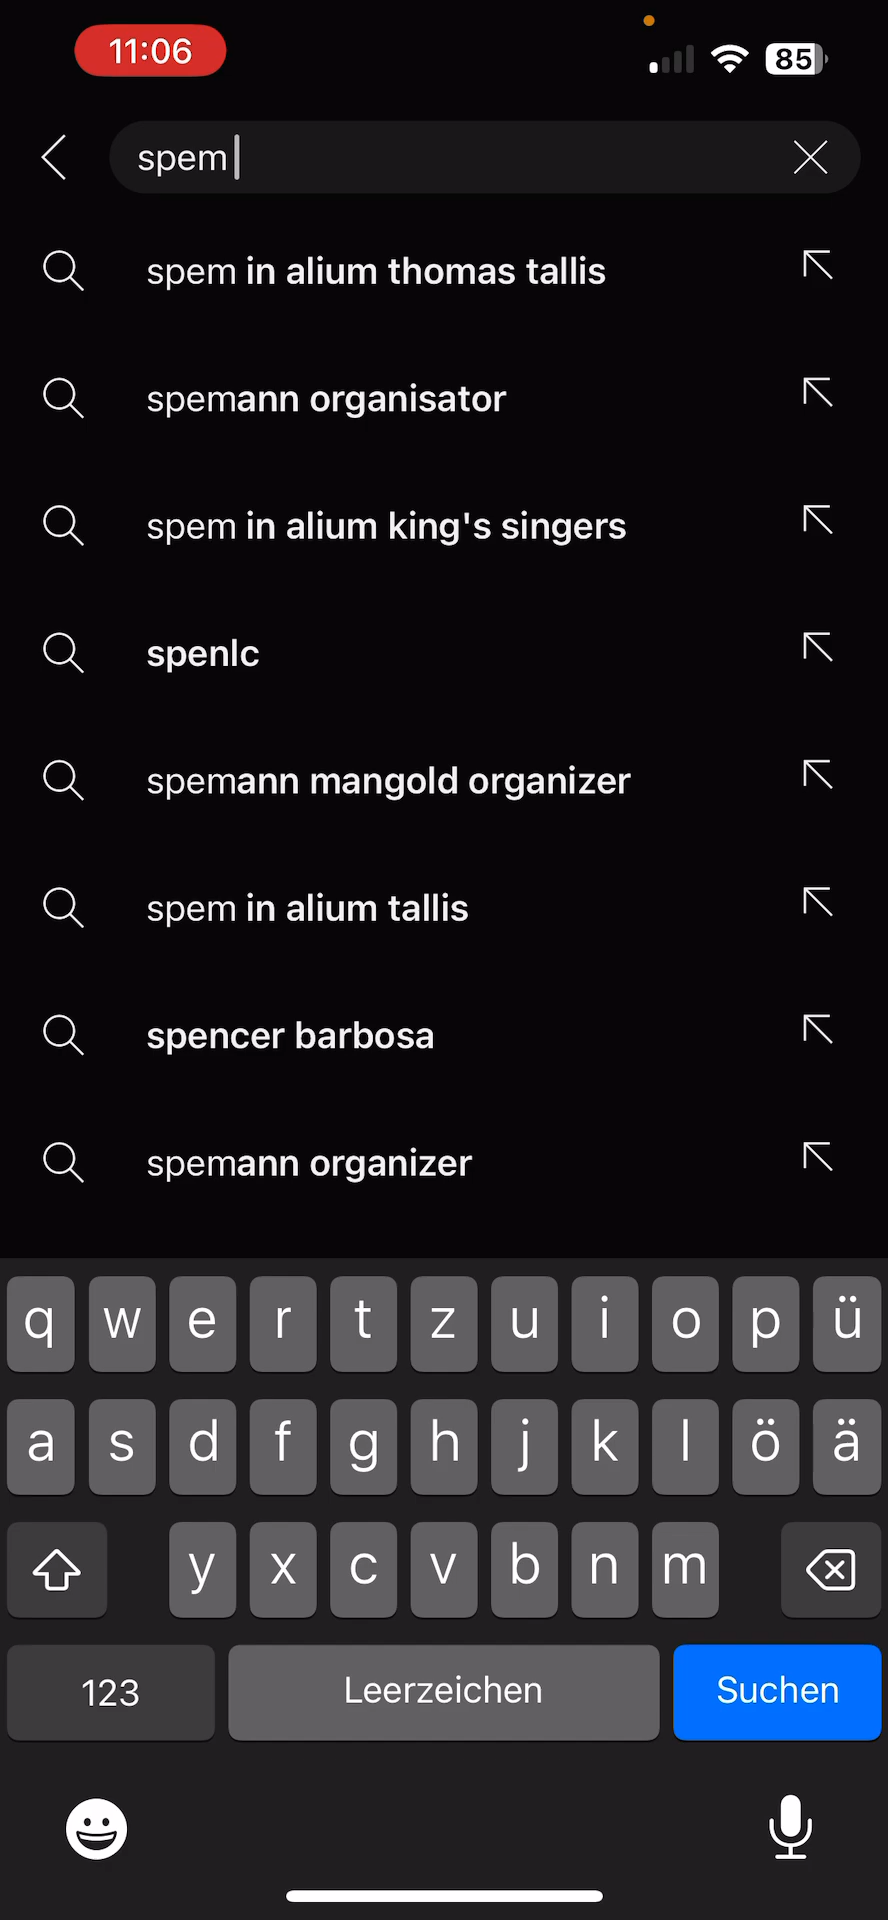 11:06
85
spem
spem in alium thomas tallis
spemann organisator
spem in alium king's singers
spenlc
spemann mangold organizer
spem in alium tallis
spencer barbosa
spemann organizer
q w e r t z u i o p ü
a s d f g h j k l ö ä
y x c v b n m
123 Leerzeichen Suchen